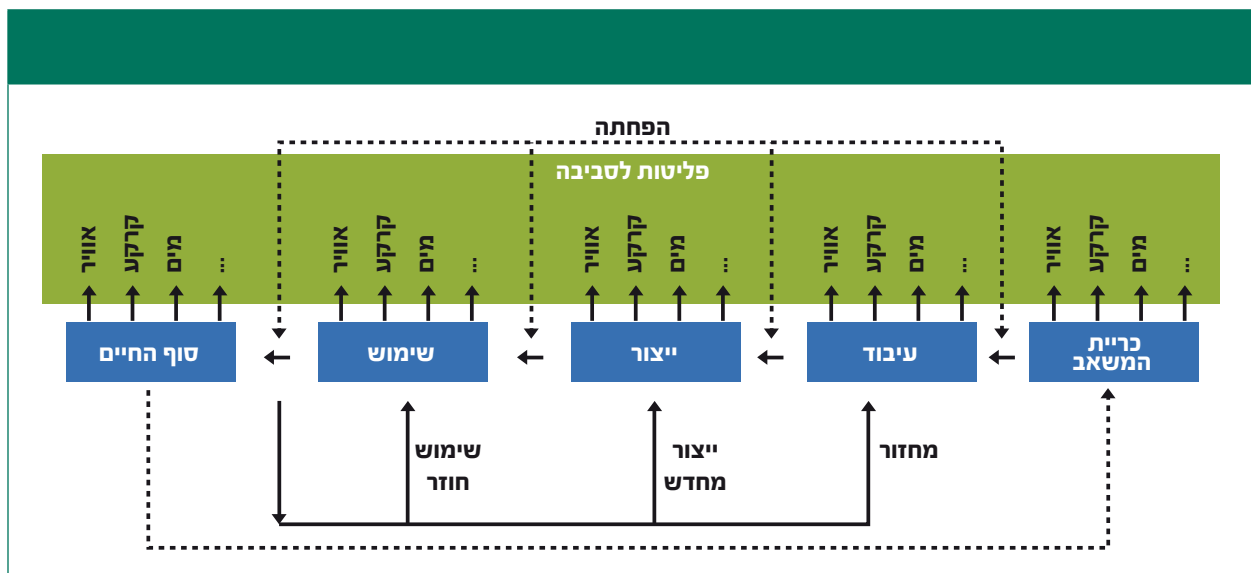 הפחתה
פליטות לסביבה
...
מים
קרקע
אוויר
...
מים
קרקע
אוויר
...
מים
קרקע
אוויר
...
מים
קרקע
אוויר
...
מים
קרקע
אוויר
כריית
המשאב
עיבוד
ייצור
שימוש
סוף החיים
מחזור
ייצור
מחדש
שימוש
חוזר